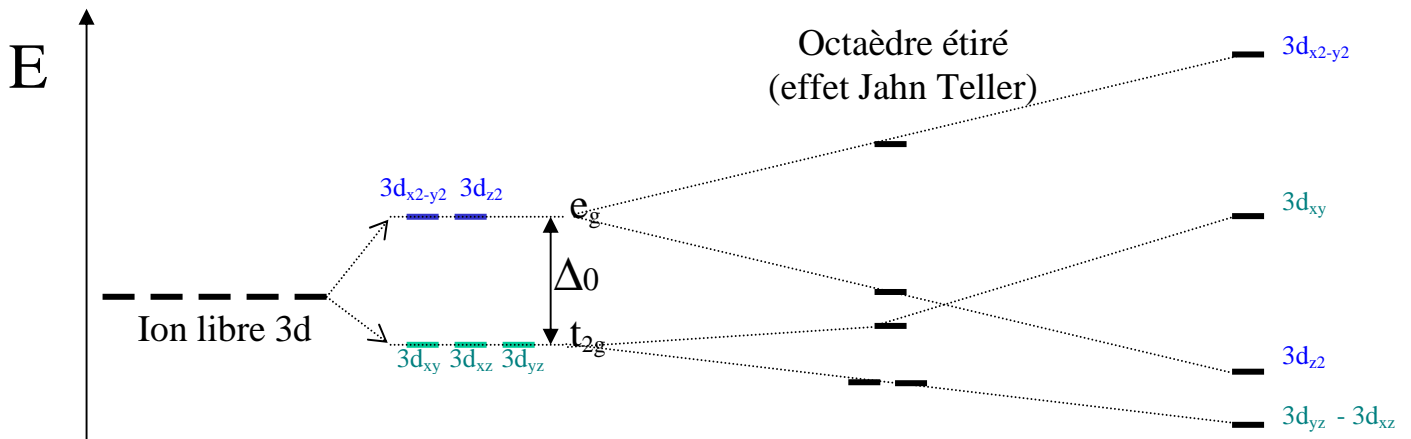 E
Octaèdre étiré
(effet Jahn Teller)
3dx2-y2
3dx2-y2 3dz2
eg
3dxy
Δ0
Ion libre 3d
t2g
3dxy 3dxz 3dyz
3dz2
3dyz - 3dxz